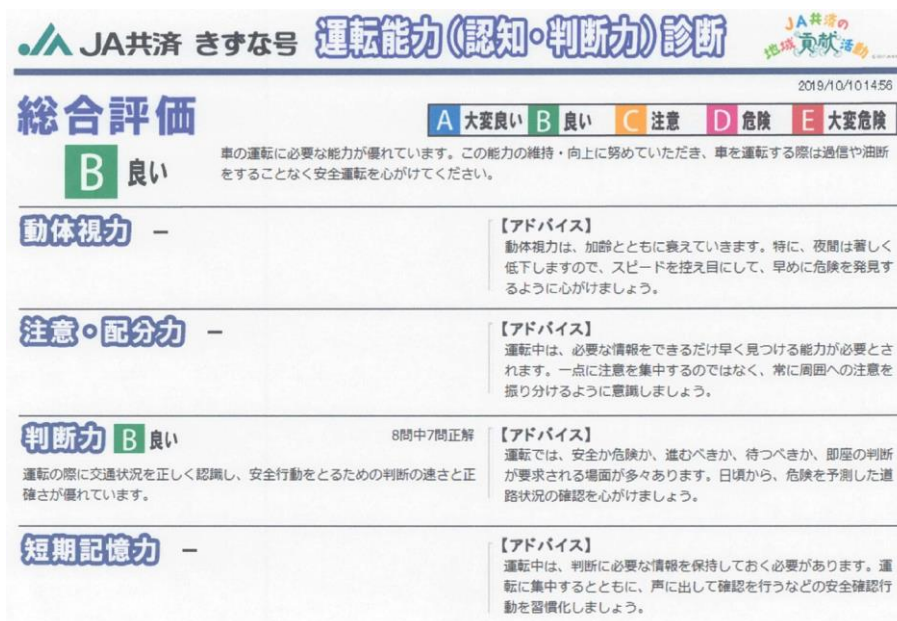 JA共済 きずな号 運転能力(認知・判断力)診断
JA共済の
地域貢献活動
2019/10/10 14:56
総合評価
A 大変良い B 良い C 注意 D 危険 E 大変危険
B 良い
車の運転に必要な能力が優れています。この能力の維持・向上に努めていただき、車を運転する際は過信や油断
をすることなく安全運転を心がけてください。
動体視力 −
【アドバイス】
動体視力は、加齢とともに衰えていきます。特に、夜間は著しく
低下しますので、スピードを控え目にして、早めに危険を発見す
るように心がけましょう。
注意・配分力 −
【アドバイス】
運転中は、必要な情報をできるだけ早く見つける能力が必要とさ
れます。一点に注意を集中するのではなく、常に周囲への注意を
振り分けるように意識しましょう。
判断力 B 良い
8問中7問正解
運転の際に交通状況を正しく認識し、安全行動をとるための判断の速さと正
確さが優れています。
【アドバイス】
運転では、安全か危険か、進むべきか、待つべきか、即座の判断
が要求される場面が多々あります。日頃から、危険を予測した道
路状況の確認を心がけましょう。
短期記憶力 −
【アドバイス】
運転中は、判断に必要な情報を保持しておく必要があります。運
転に集中するとともに、声に出して確認を行うなどの安全確認行
動を習慣化しましょう。